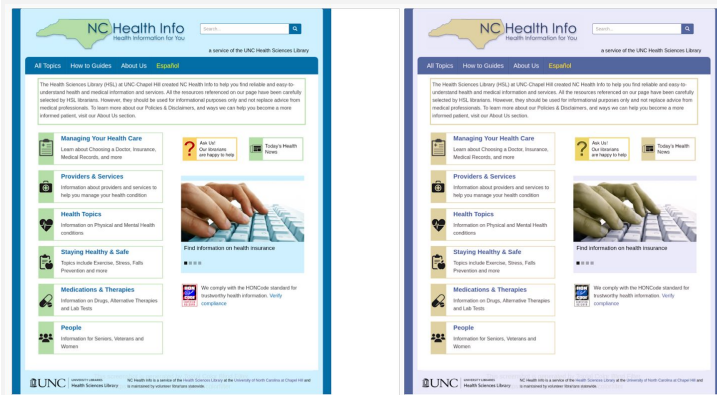 NC Health Info
Health Information for You
Search...
a service of the UNC Health Sciences Library
All Topics How to Guides About Us Español
The Health Sciences Library (HSL) at UNC-Chapel Hill created NC Health Info to help you find reliable and easy-to-
understand health and medical information and services. All the resources referenced on our page have been carefully
selected by HSL librarians. However, they should be used for informational purposes only and not replace advice from
medical professionals. To learn more about our Policies & Disclaimers, and ways we can help you become a more
informed patient, visit our About Us section.
Managing Your Health Care
Learn about Choosing a Doctor, Insurance,
Medical Records, and more
Ask Us!
Our librarians
are happy to help
Today's Health
News
Providers & Services
Information about providers and services to
help you manage your health condition
Health Topics
Information on Physical and Mental Health
conditions
Staying Healthy & Safe
Topics include Exercise, Stress, Falls
Prevention and more
Find information on health insurance
Medications & Therapies
Information on Drugs, Alternative Therapies
and Lab Tests
We comply with the HONCode standard for
trustworthy health information. Verify
compliance
People
Information for Seniors, Veterans and
Women
UNC UNIVERSITY LIBRARIES
Health Sciences Library
NC Health Info is a service of the Health Sciences Library at the University of North Carolina at Chapel Hill and
is maintained by volunteer librarians statewide.
NC Health Info
Health Information for You
Search...
a service of the UNC Health Sciences Library
All Topics How to Guides About Us Español
The Health Sciences Library (HSL) at UNC-Chapel Hill created NC Health Info to help you find reliable and easy-to-
understand health and medical information and services. All the resources referenced on our page have been carefully
selected by HSL librarians. However, they should be used for informational purposes only and not replace advice from
medical professionals. To learn more about our Policies & Disclaimers, and ways we can help you become a more
informed patient, visit our About Us section.
Managing Your Health Care
Learn about Choosing a Doctor, Insurance,
Medical Records, and more
Ask Us!
Our librarians
are happy to help
Today's Health
News
Providers & Services
Information about providers and services to
help you manage your health condition
Health Topics
Information on Physical and Mental Health
conditions
Staying Healthy & Safe
Topics include Exercise, Stress, Falls
Prevention and more
Find information on health insurance
Medications & Therapies
Information on Drugs, Alternative Therapies
and Lab Tests
We comply with the HONCode standard for
trustworthy health information. Verify
compliance
People
Information for Seniors, Veterans and
Women
UNC UNIVERSITY LIBRARIES
Health Sciences Library
NC Health Info is a service of the Health Sciences Library at the University of North Carolina at Chapel Hill and
is maintained by volunteer librarians statewide.